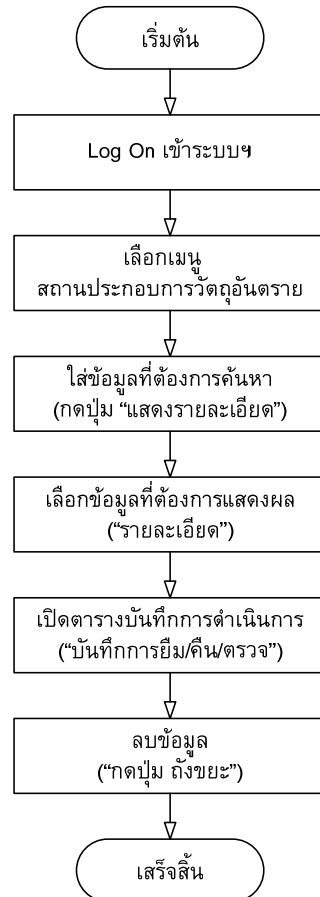 เริ่มต้น
Log On เข้าระบบฯ
เลือกเมนู
สถานประกอบการวัตถุอันตราย
ใส่ข้อมูลที่ต้องการค้นหา
(กดปุ่ม “แสดงรายละเอียด”)
เลือกข้อมูลที่ต้องการแสดงผล
(“รายละเอียด”)
เปิดตารางบันทึกการดำเนินการ
(“บันทึกการยืม/คืน/ตรวจ”)
ลบข้อมูล
(“กดปุ่ม ถังขยะ”)
เสร็จสิ้น